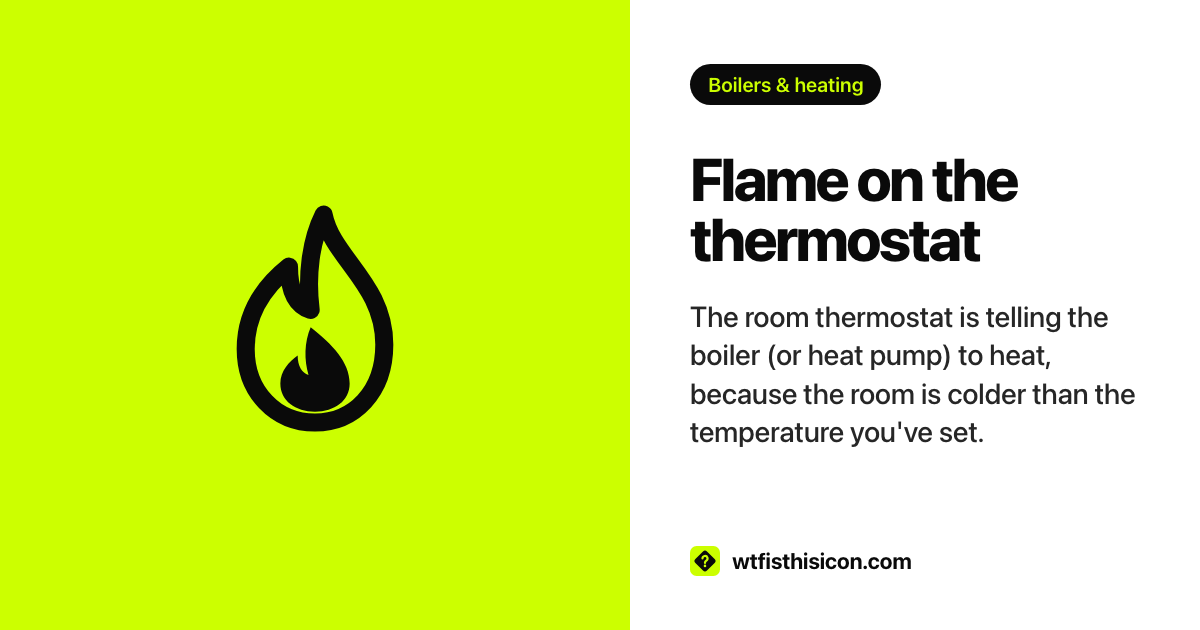 Boilers & heating
Flame on the
thermostat
The room thermostat is telling the
boiler (or heat pump) to heat,
because the room is colder than the
temperature you've set.
?
wtfisthisicon.com